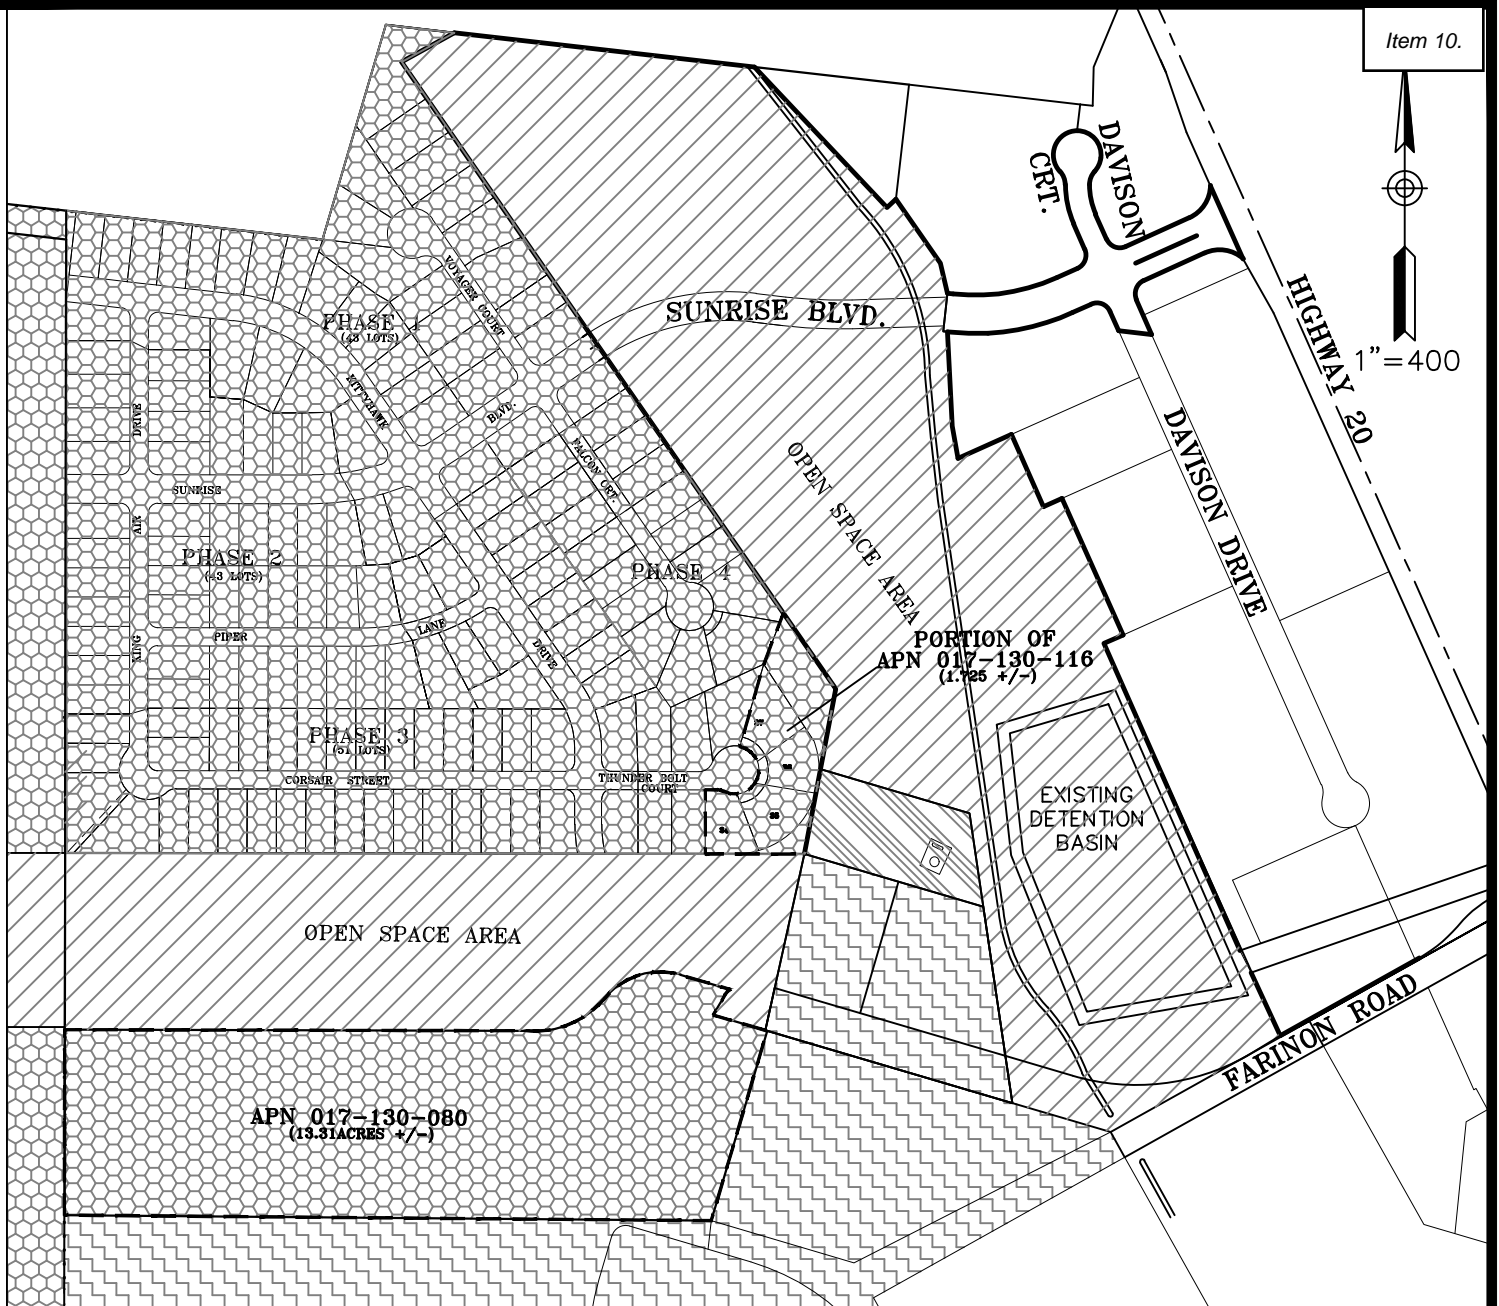 Item 10.
DAVISON
CRT.
HIGHWAY 20
1"=400
SUNRISE BLVD.
VOYAGER COURT
PHASE 1
(43 LOTS)
KITTYHAWK
BLVD.
DRIVE
FALCON CRT.
OPEN SPACE AREA
DAVISON DRIVE
SUNRISE
AIR
PHASE 2
(43 LOTS)
PHASE 4
PIPER
LANE
KING
DRIVE
PORTION OF
APN 017-130-116
(1.725 +/-)
PHASE 3
(51 LOTS)
CORSAIR STREET
THUNDER BOLT
COURT
EXISTING
DETENTION
BASIN
OPEN SPACE AREA
FARINON ROAD
APN 017-130-080
(13.31ACRES +/-)